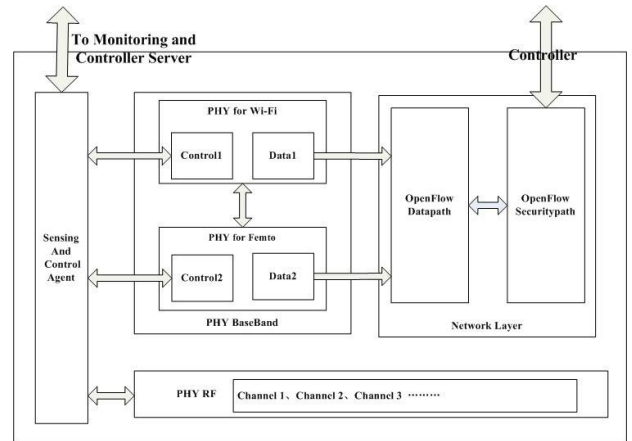 To Monitoring and
Controller Server
Controller
PHY for Wi-Fi
Control1
Data1
OpenFlow
Datapath
OpenFlow
Securitypath
Sensing
And
Control
Agent
PHY for Femto
Control2
Data2
PHY BaseBand
Network Layer
PHY RF
Channel 1、Channel 2、Channel 3 ………